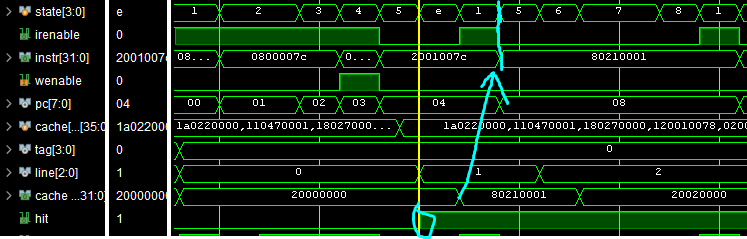 state[3:0] e 1 2 3 4 5 e 1 5 6 7 8 1
irenable 0
instr[31:0] 2001007c 08... 0800007c 0... 2001007c 80210001
wenable 0
pc[7:0] 04 00 01 02 03 04 08
cache[...[35:0 1a0220000 1a0220000,110470001,18027000... 1a0220000,110470001,180270000,120010078,020
tag[3:0] 0 0
line[2:0] 1 0 1 2
cache ...31:0] 20000000 20000000 80210001 20020000
hit 1